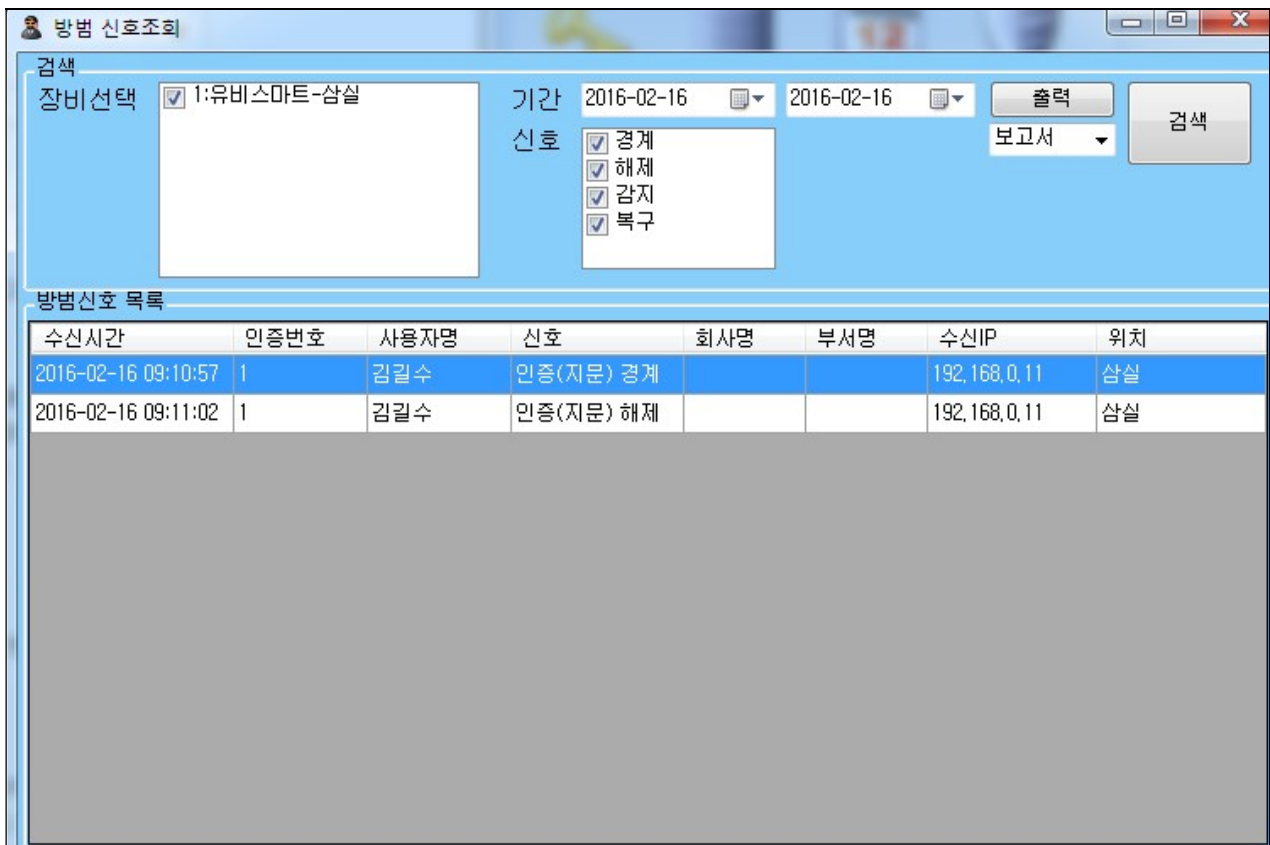 방범 신호조회
검색
장비선택 1:유비스마트-삼실 기간 2016-02-16 2016-02-16 출력 검색
신호 경계 보고서
해제
감지
복구
방범신호 목록
수신시간 인증번호 사용자명 신호 회사명 부서명 수신IP 위치
2016-02-16 09:10:57 1 김길수 인증(지문) 경계 192,168,0,11 삼실
2016-02-16 09:11:02 1 김길수 인증(지문) 해제 192,168,0,11 삼실